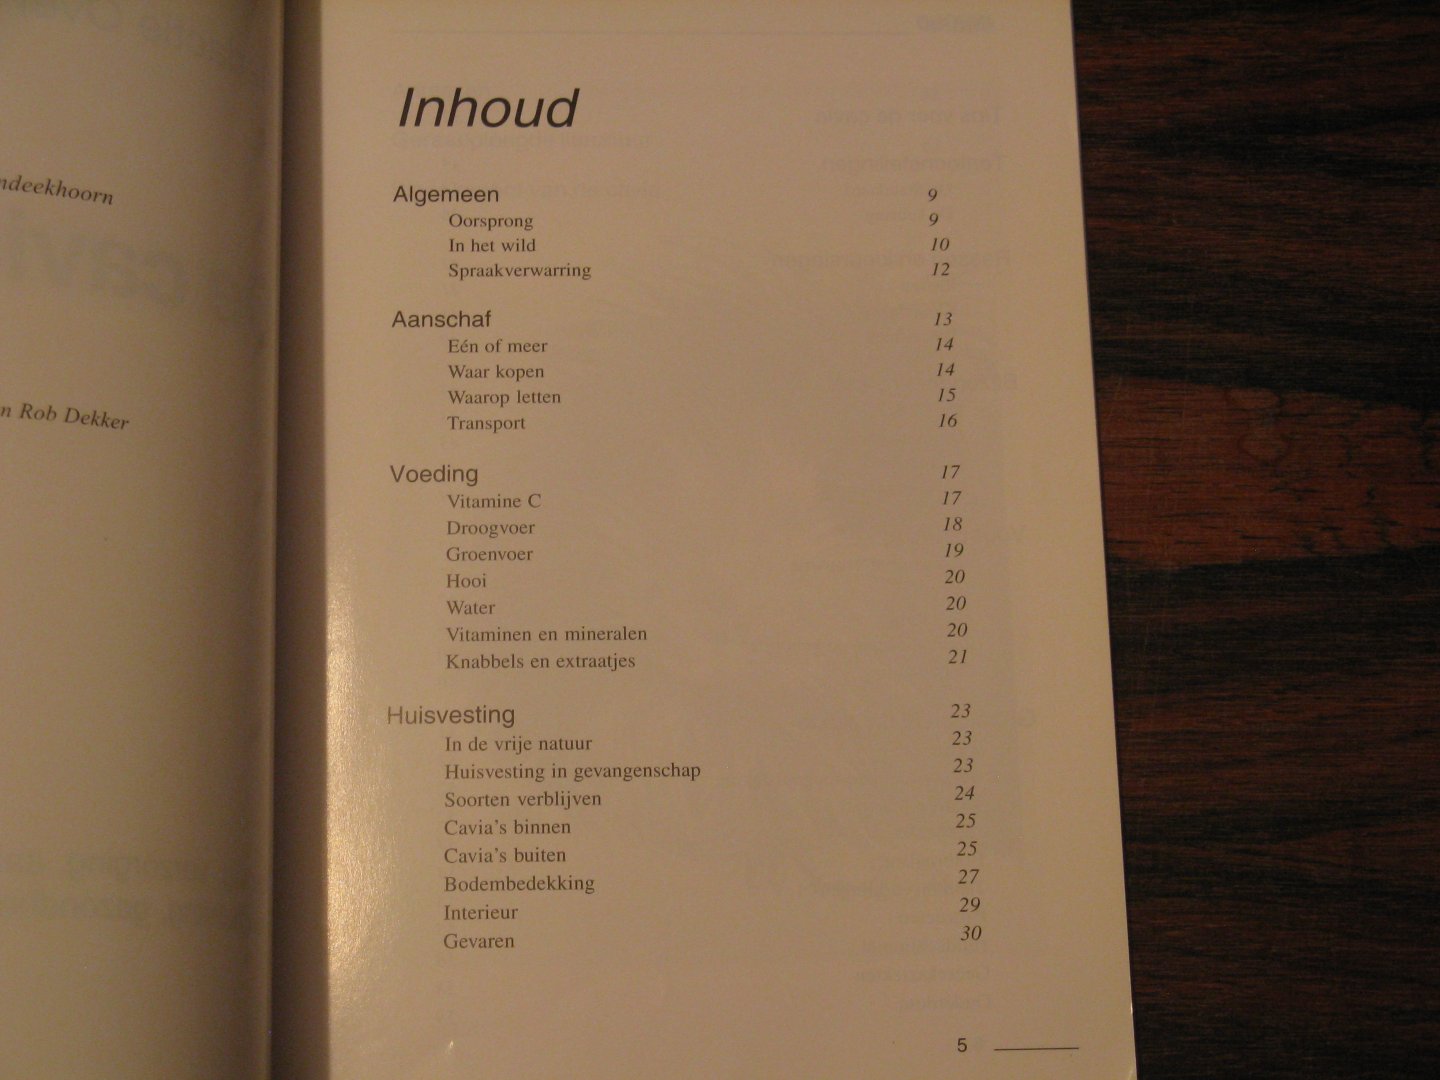 ndeekhoorn
n Rob Dekker
Inhoud
Algemeen 9
Oorsprong 9
In het wild 10
Spraakverwarring 12
Aanschaf 13
Eén of meer 14
Waar kopen 14
Waarop letten 15
Transport 16
Voeding 17
Vitamine C 17
Droogvoer 18
Groenvoer 19
Hooi 20
Water 20
Vitaminen en mineralen 20
Knabbels en extraatjes 21
Huisvesting 23
In de vrije natuur 23
Huisvesting in gevangenschap 23
Soorten verblijven 24
Cavia's binnen 25
Cavia's buiten 25
Bodembedekking 27
Interieur 29
Gevaren 30
5